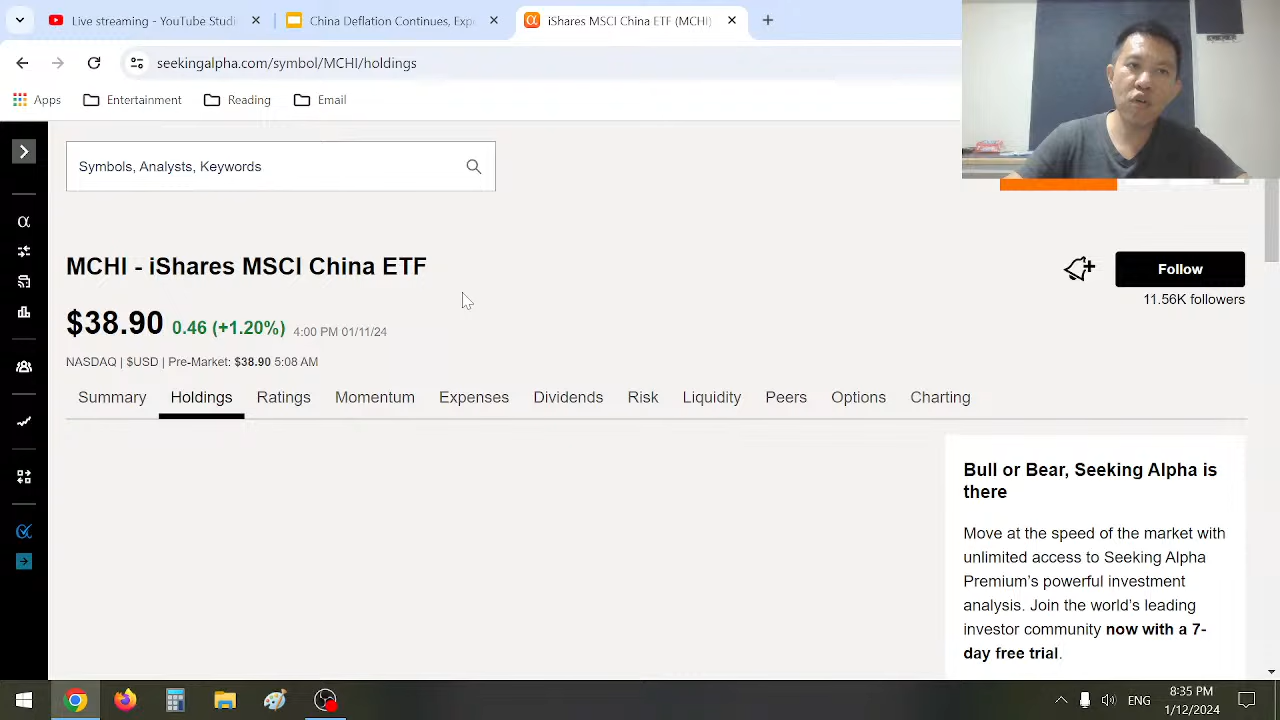 Live streaming - YouTube Studi
China Deflation Continues, Exp
iShares MSCI China ETF (MCHI)
seekingalpha.com/symbol/MCHI/holdings
Apps
Entertainment
Reading
Email
Symbols, Analysts, Keywords
MCHI - iShares MSCI China ETF
Follow
11.56K followers
$38.90 0.46 (+1.20%) 4:00 PM 01/11/24
NASDAQ | $USD | Pre-Market: $38.90 5:08 AM
Summary Holdings Ratings Momentum Expenses Dividends Risk Liquidity Peers Options Charting
Bull or Bear, Seeking Alpha is
there
Move at the speed of the market with
unlimited access to Seeking Alpha
Premium's powerful investment
analysis. Join the world's leading
investor community now with a 7-
day free trial.
ENG
8:35 PM
1/12/2024